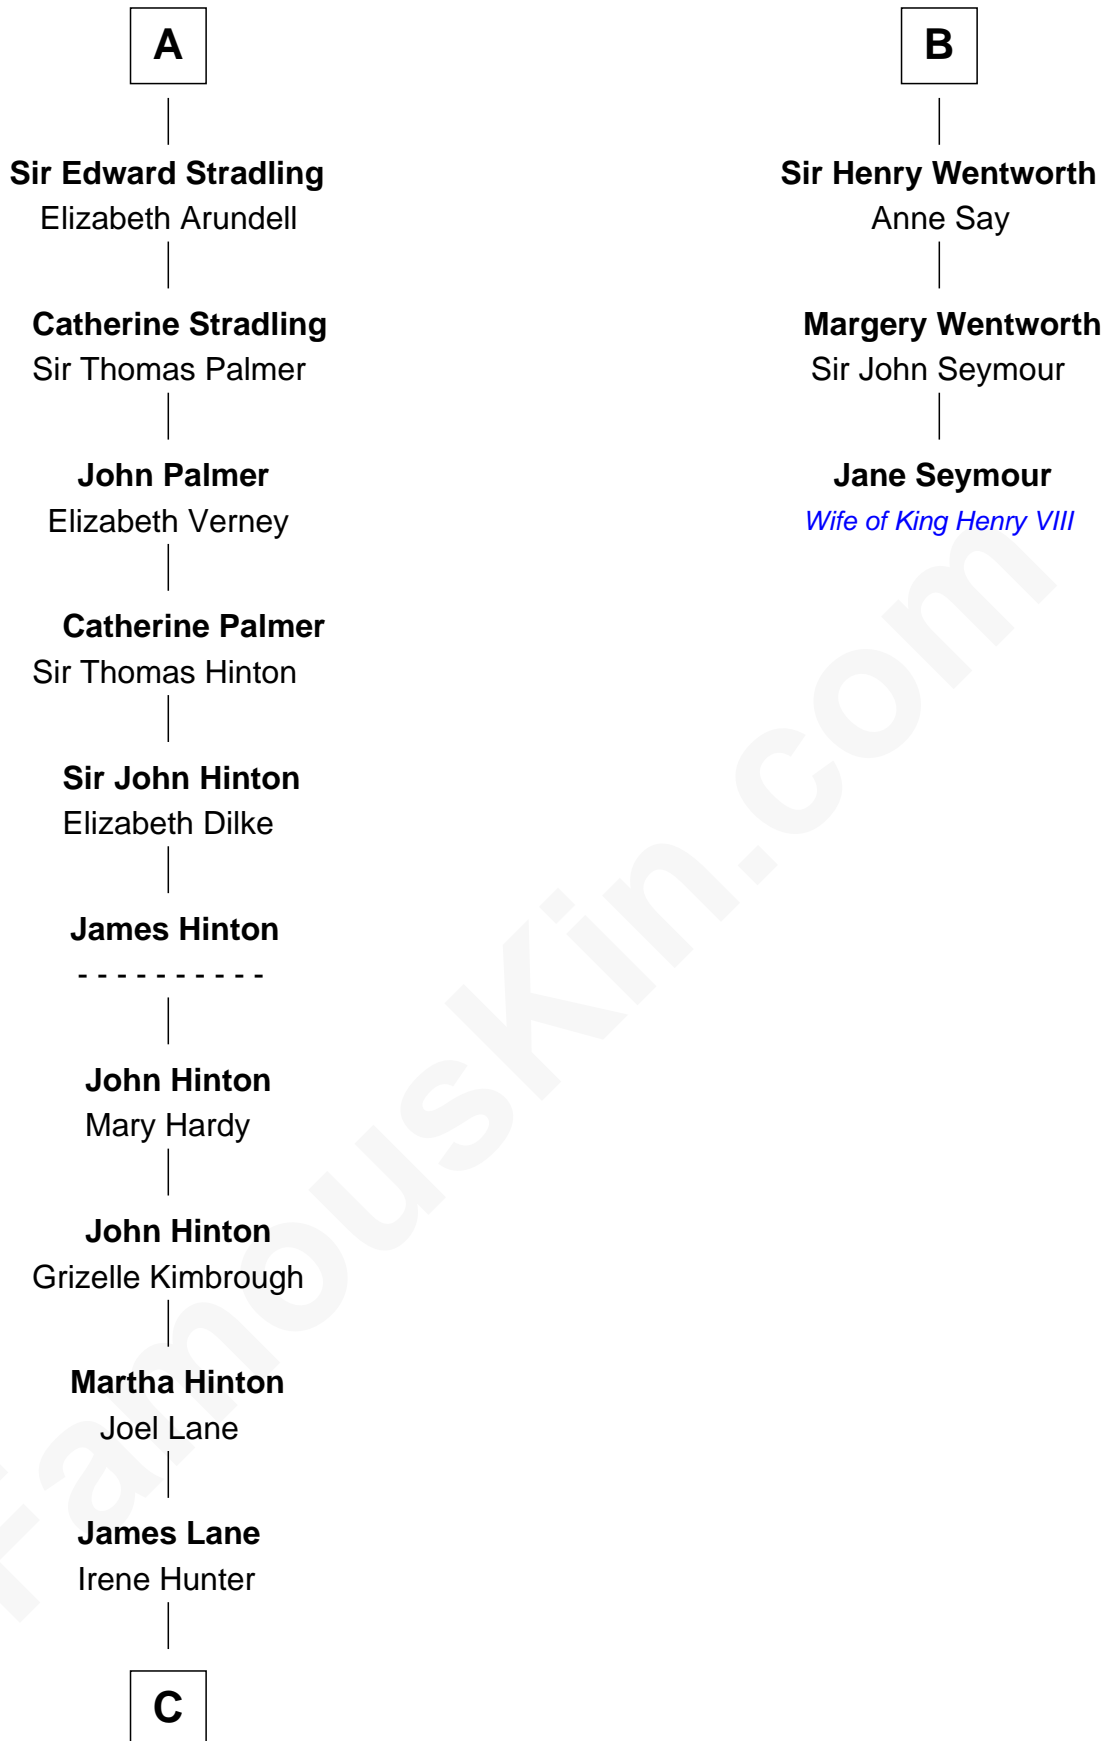 A
Sir Edward Stradling
Elizabeth Arundell
Catherine Stradling
Sir Thomas Palmer
John Palmer
Elizabeth Verney
Catherine Palmer
Sir Thomas Hinton
Sir John Hinton
Elizabeth Dilke
James Hinton
- - - - - - - - - -
John Hinton
Mary Hardy
John Hinton
Grizelle Kimbrough
Martha Hinton
Joel Lane
James Lane
Irene Hunter
C
B
Sir Henry Wentworth
Anne Say
Margery Wentworth
Sir John Seymour
Jane Seymour
Wife of King Henry VIII
FamousKin.com